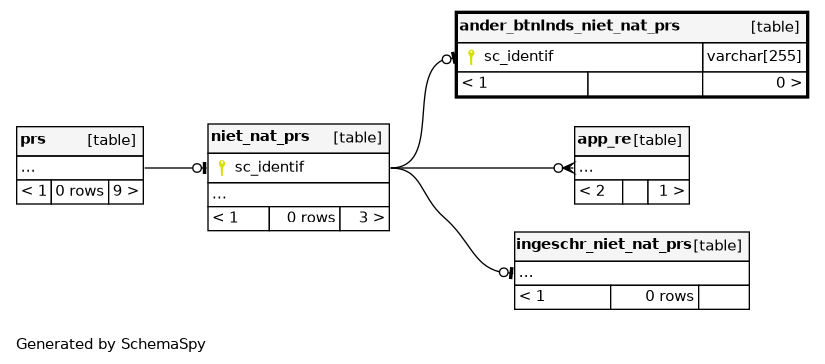 ander_btnlnds_niet_nat_prs [table]
sc_identif varchar[255]
< 1 0 >
prs [table]
...
< 1 0 rows 9 >
niet_nat_prs [table]
sc_identif
...
< 1 0 rows 3 >
app_re [table]
...
< 2 1 >
ingeschr_niet_nat_prs [table]
...
< 1 0 rows
Generated by SchemaSpy